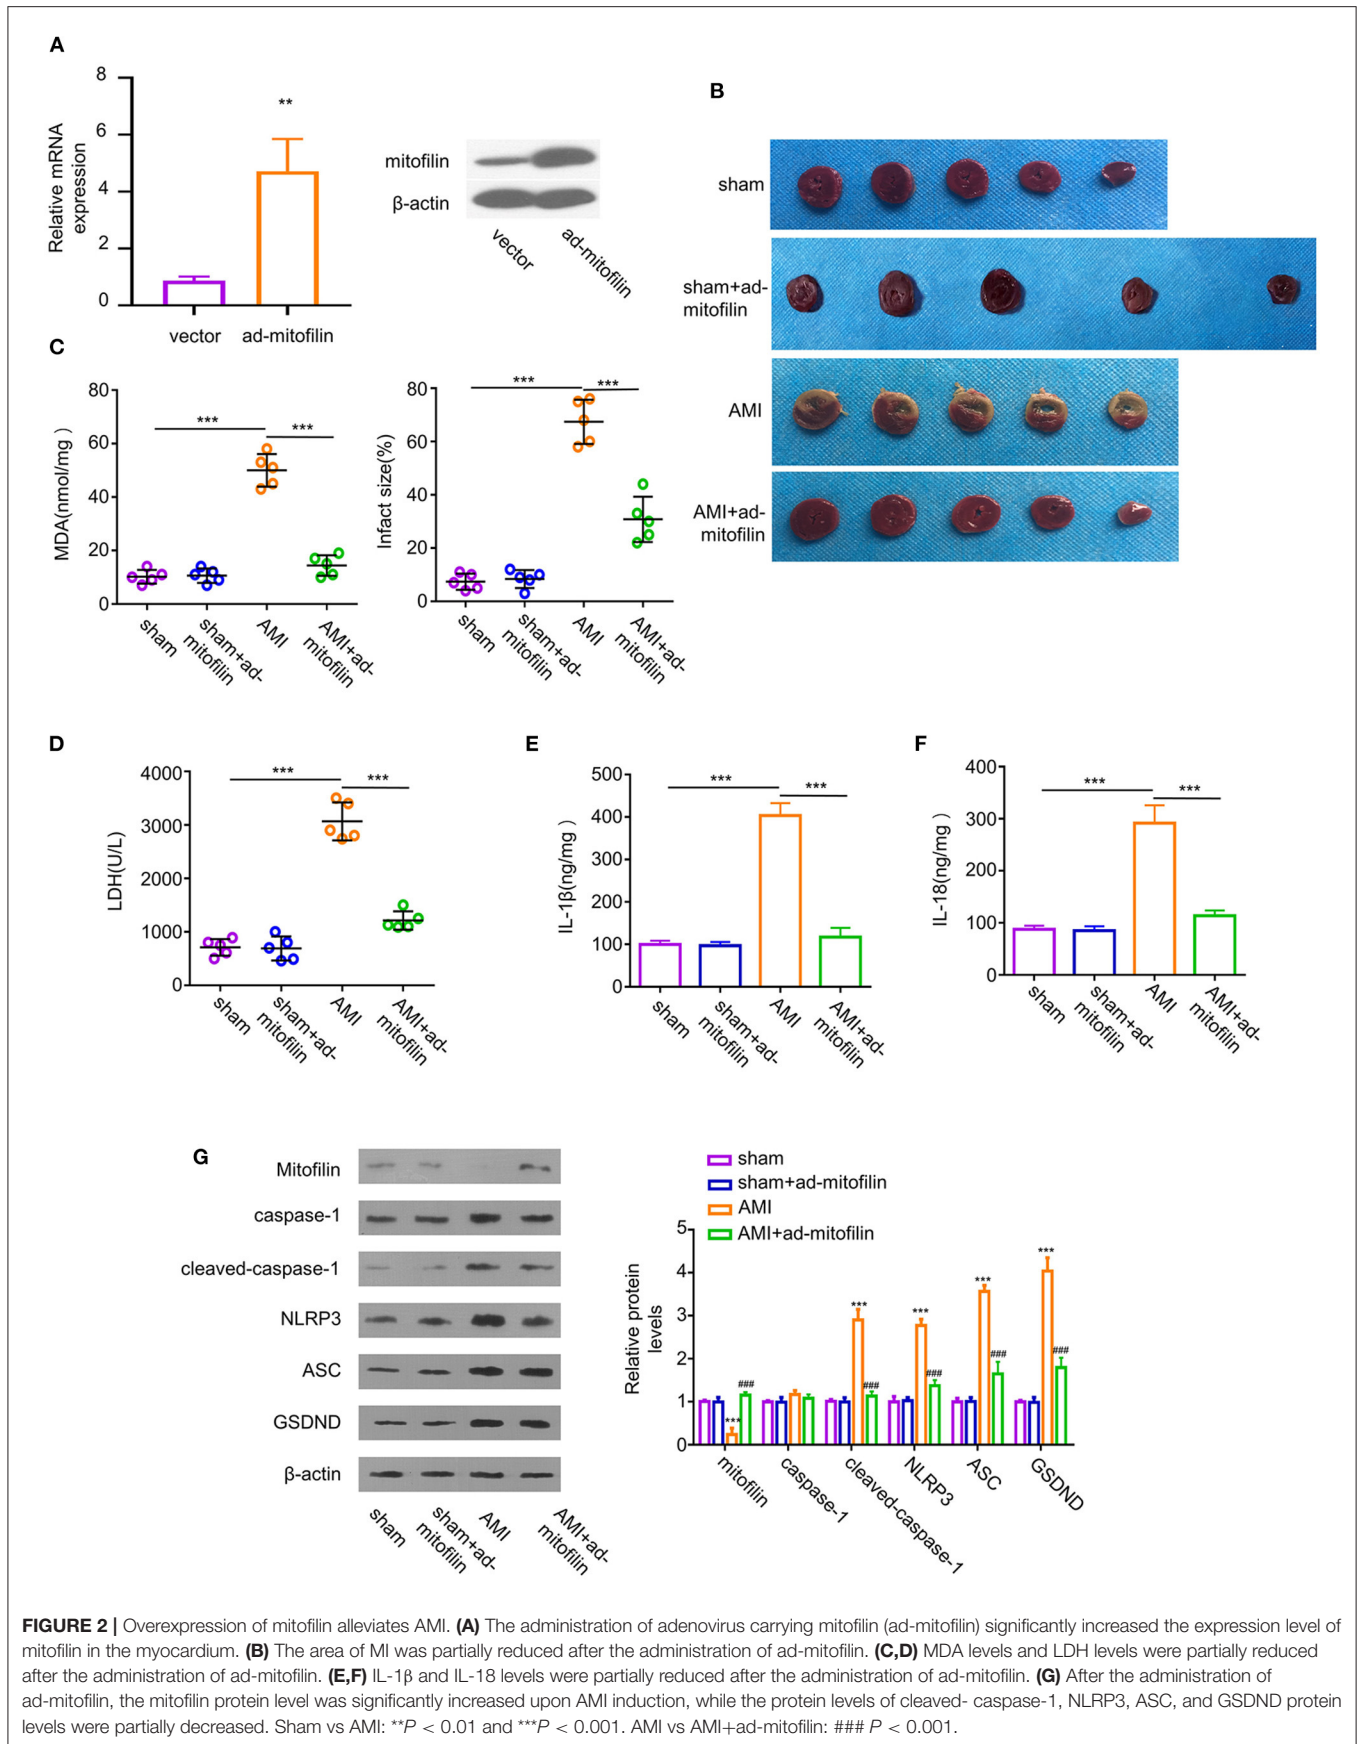 A
8
6
4
2
0
Relative mRNA
expression
**
vector
ad-mitofilin
mitofilin
β-actin
vector
ad-mitofilin
B
sham
sham+ad-
mitofilin
AMI
AMI+ad-
mitofilin
C
80
60
40
20
0
MDA(nmol/mg )
***
***
sham
sham+ad-
mitofilin
AMI
AMI+ad-
mitofilin
80
60
40
20
0
Infact size(%)
***
***
sham
sham+ad-
mitofilin
AMI
AMI+ad-
mitofilin
D
4000
3000
2000
1000
0
LDH(U/L)
***
***
sham
sham+ad-
mitofilin
AMI
AMI+ad-
mitofilin
E
500
400
300
200
100
0
IL-1β(ng/mg )
***
***
sham
sham+ad-
mitofilin
AMI
AMI+ad-
mitofilin
F
400
300
200
100
0
IL-18(ng/mg )
***
***
sham
sham+ad-
mitofilin
AMI
AMI+ad-
mitofilin
G
Mitofilin
caspase-1
cleaved-caspase-1
NLRP3
ASC
GSDND
β-actin
sham
sham+ad-
mitofilin
AMI
AMI+ad-
mitofilin
sham
sham+ad-mitofilin
AMI
AMI+ad-mitofilin
5
4
3
2
1
0
Relative protein
levels
***
###
***
###
***
###
***
###
***
###
mitofilin
caspase-1
cleaved-caspase-1
NLRP3
ASC
GSDND
FIGURE 2 | Overexpression of mitofilin alleviates AMI. (A) The administration of adenovirus carrying mitofilin (ad-mitofilin) significantly increased the expression level of
mitofilin in the myocardium. (B) The area of MI was partially reduced after the administration of ad-mitofilin. (C,D) MDA levels and LDH levels were partially reduced
after the administration of ad-mitofilin. (E,F) IL-1β and IL-18 levels were partially reduced after the administration of ad-mitofilin. (G) After the administration of
ad-mitofilin, the mitofilin protein level was significantly increased upon AMI induction, while the protein levels of cleaved- caspase-1, NLRP3, ASC, and GSDND protein
levels were partially decreased. Sham vs AMI: **P < 0.01 and ***P < 0.001. AMI vs AMI+ad-mitofilin: ### P < 0.001.